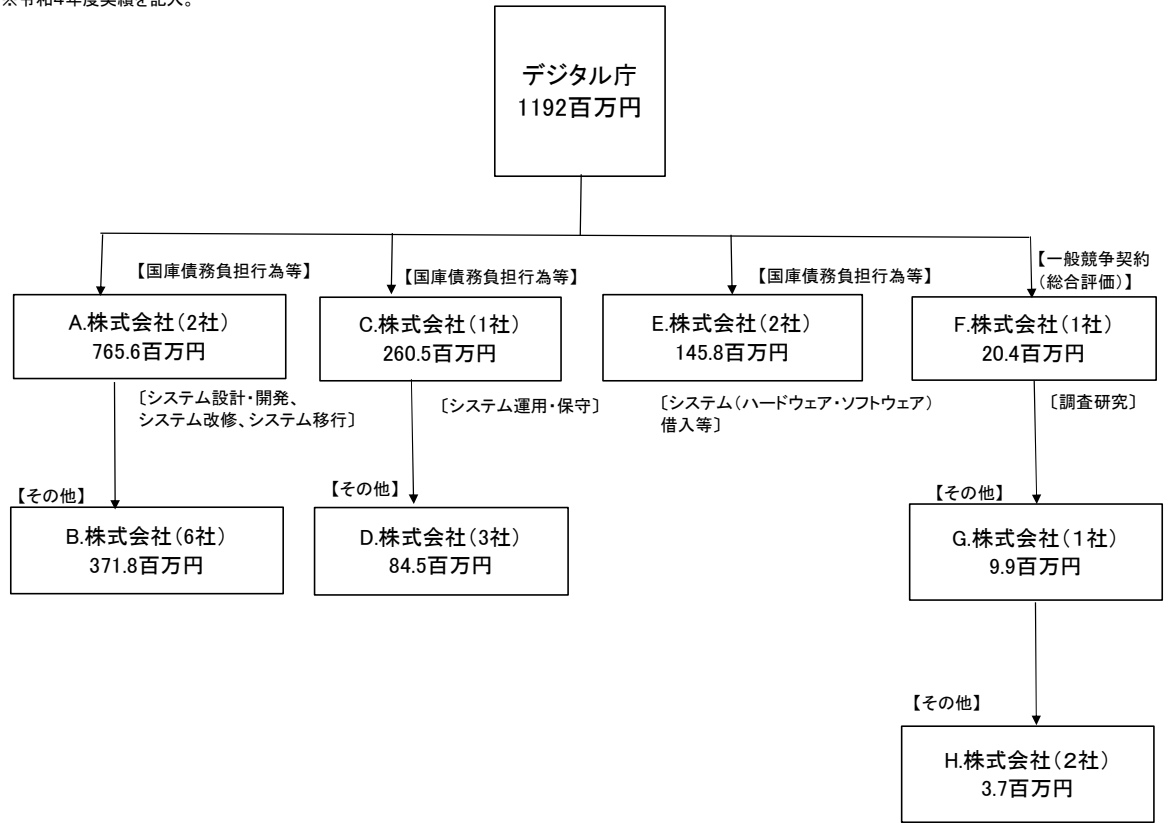 ※令和4年度実績を記入。
デジタル庁
1192百万円
【国庫債務負担行為等】
A.株式会社(2社)
765.6百万円
〔システム設計・開発、
システム改修、システム移行〕
【その他】
B.株式会社(6社)
371.8百万円
【国庫債務負担行為等】
C.株式会社(1社)
260.5百万円
〔システム運用・保守〕
【その他】
D.株式会社(3社)
84.5百万円
【国庫債務負担行為等】
E.株式会社(2社)
145.8百万円
〔システム(ハードウェア・ソフトウェア)
借入等〕
【一般競争契約
(総合評価)】
F.株式会社(1社)
20.4百万円
〔調査研究〕
【その他】
G.株式会社(1社)
9.9百万円
【その他】
H.株式会社(2社)
3.7百万円